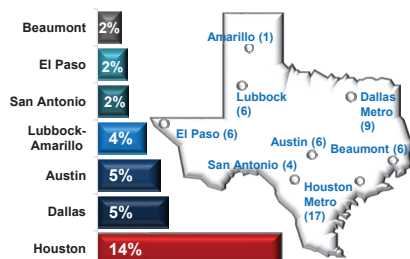 Beaumont 2%
El Paso 2%
San Antonio 2%
Lubbock-
Amarillo 4%
Austin 5%
Dallas 5%
Houston 14%
Amarillo (1)
Lubbock
(6)
Dallas
Metro
(9)
El Paso (6)
Austin (6)
Beaumont (6)
San Antonio (4)
Houston
Metro
(17)